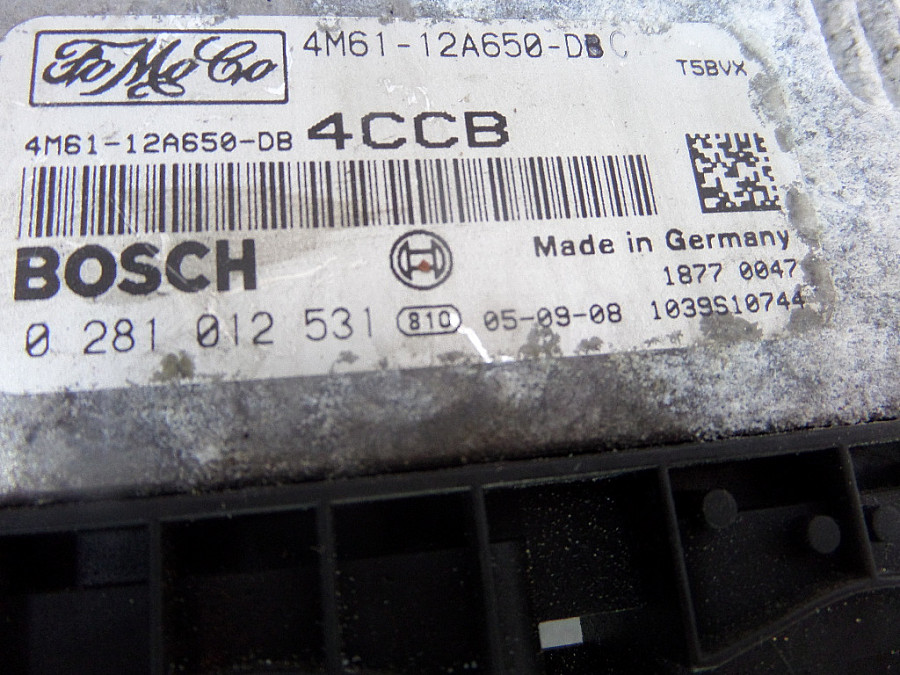 FoMoCo 4M61-12A650-DB
T5BVX
4M61-12A650-DB 4CCB
BOSCH
Made in Germany
1877 0047
0 281 012 531 810 05-09-08 1039S10744